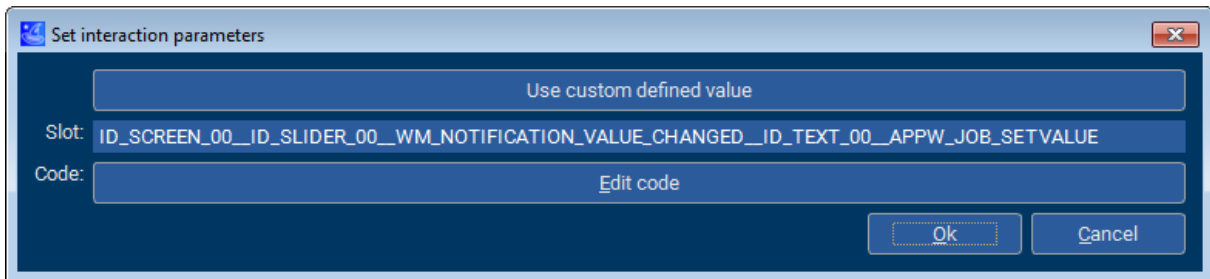 Set interaction parameters
Use custom defined value
Slot: ID_SCREEN_00__ID_SLIDER_00__WM_NOTIFICATION_VALUE_CHANGED__ID_TEXT_00__APPW_JOB_SETVALUE
Code: Edit code
Ok Cancel